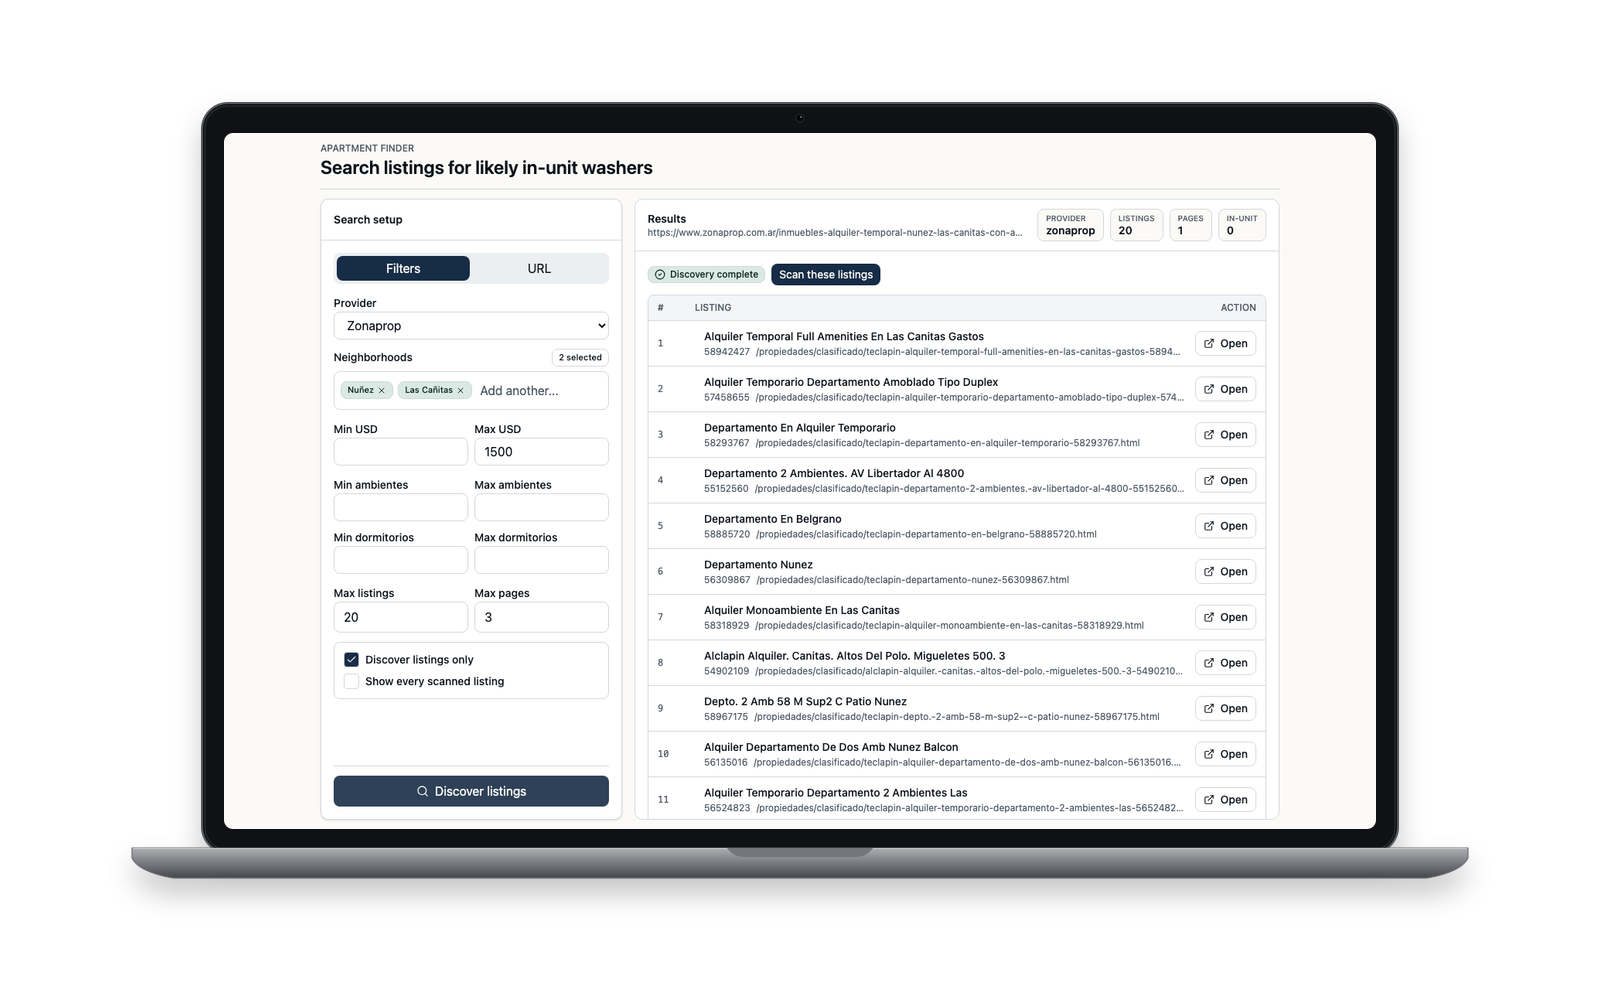 APARTMENT FINDER
Search listings for likely in-unit washers
Search setup
Filters
URL
Provider
Zonaprop
Neighborhoods
2 selected
Nuñez ×
Las Cañitas ×
Add another...
Min USD
Max USD
1500
Min ambientes
Max ambientes
Min dormitorios
Max dormitorios
Max listings
Max pages
20
3
Discover listings only
Show every scanned listing
Discover listings
Results
https://www.zonaprop.com.ar/inmuebles-alquiler-temporal-nunez-las-canitas-con-a...
PROVIDER
zonaprop
LISTINGS
20
PAGES
1
IN-UNIT
0
Discovery complete
Scan these listings
# LISTING ACTION
1 Alquiler Temporal Full Amenities En Las Canitas Gastos
58942427 /propiedades/clasificado/teclapin-alquiler-temporal-full-amenities-en-las-canitas-gastos-5894...
Open
2 Alquiler Temporario Departamento Amoblado Tipo Duplex
57458655 /propiedades/clasificado/teclapin-alquiler-temporario-departamento-amoblado-tipo-duplex-574...
Open
3 Departamento En Alquiler Temporario
58293767 /propiedades/clasificado/teclapin-departamento-en-alquiler-temporario-58293767.html
Open
4 Departamento 2 Ambientes. AV Libertador Al 4800
55152560 /propiedades/clasificado/teclapin-departamento-2-ambientes.-av-libertador-al-4800-55152560...
Open
5 Departamento En Belgrano
58885720 /propiedades/clasificado/teclapin-departamento-en-belgrano-58885720.html
Open
6 Departamento Nunez
56309867 /propiedades/clasificado/teclapin-departamento-nunez-56309867.html
Open
7 Alquiler Monoambiente En Las Canitas
58318929 /propiedades/clasificado/teclapin-alquiler-monoambiente-en-las-canitas-58318929.html
Open
8 Alclapin Alquiler. Canitas. Altos Del Polo. Migueletes 500. 3
54902109 /propiedades/clasificado/alclapin-alquiler.-canitas.-altos-del-polo.-migueletes-500.-3-5490210...
Open
9 Depto. 2 Amb 58 M Sup2 C Patio Nunez
58967175 /propiedades/clasificado/teclapin-depto.-2-amb-58-m-sup2--c-patio-nunez-58967175.html
Open
10 Alquiler Departamento De Dos Amb Nunez Balcon
56135016 /propiedades/clasificado/teclapin-alquiler-departamento-de-dos-amb-nunez-balcon-56135016....
Open
11 Alquiler Temporario Departamento 2 Ambientes Las
56524823 /propiedades/clasificado/teclapin-alquiler-temporario-departamento-2-ambientes-las-5652482...
Open